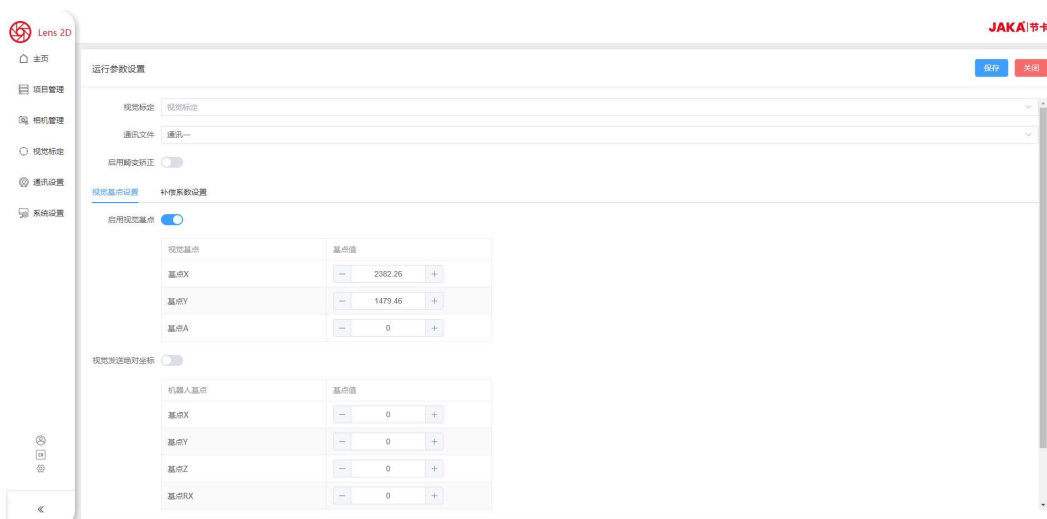 Lens 2D
JAKA 节卡
主页
项目管理
相机管理
视觉标定
通讯设置
系统设置
运行参数设置
保存 关闭
视觉标定 视觉标定
通讯文件 通讯一
启用畸变矫正
视觉基点设置 补偿系数设置
启用视觉基点
视觉基点 基点值
基点X − 2382.26 +
基点Y − 1479.46 +
基点A − 0 +
视觉发送绝对坐标
机器人基点 基点值
基点X − 0 +
基点Y − 0 +
基点Z − 0 +
基点RX − 0 +